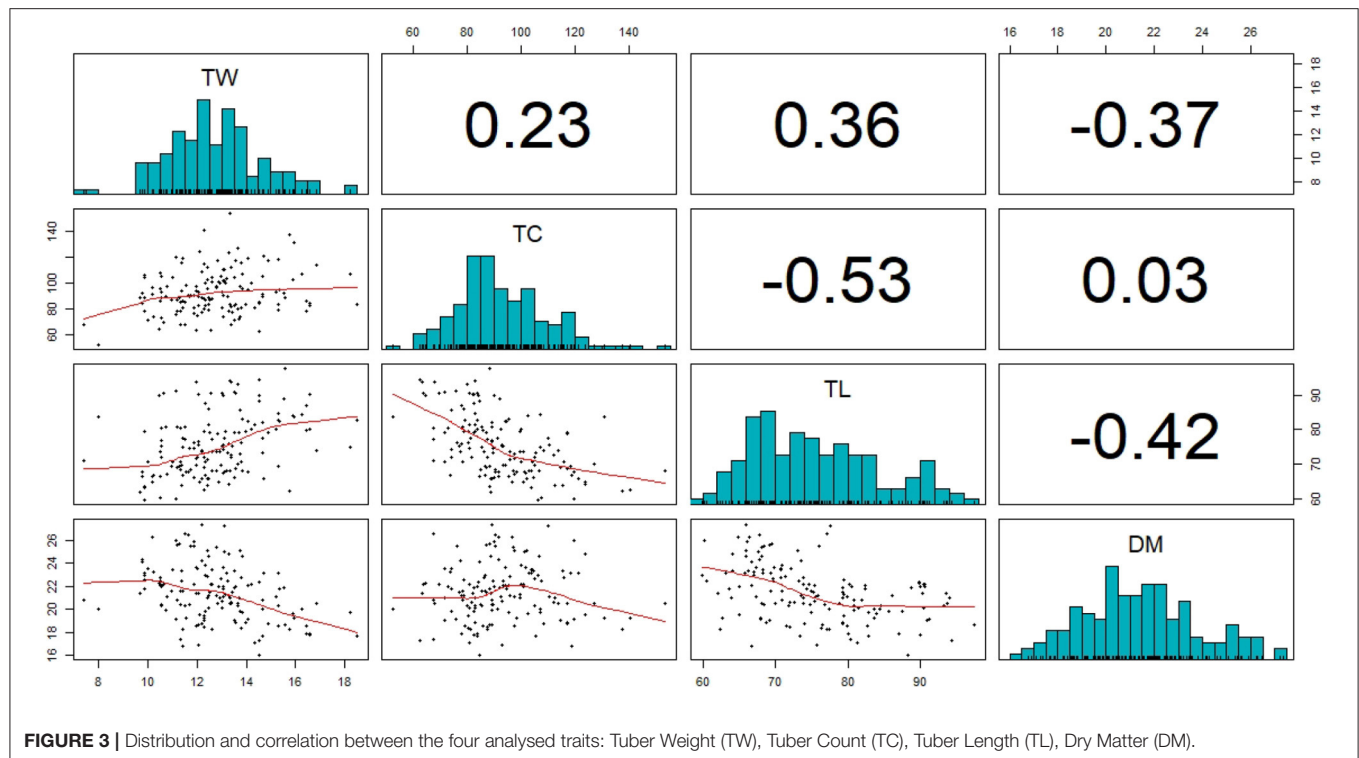 60 80 100 120 140
16 18 20 22 24 26
TW
0.23
0.36
-0.37
8 10 12 14 16 18
60 80 100 140
TC
-0.53
0.03
TL
-0.42
60 70 80 90
16 18 20 22 24 26
DM
8 10 12 14 16 18
60 70 80 90
FIGURE 3 | Distribution and correlation between the four analysed traits: Tuber Weight (TW), Tuber Count (TC), Tuber Length (TL), Dry Matter (DM).